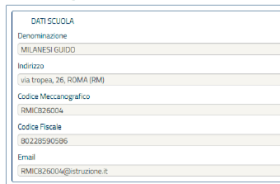 DATI SCUOLA
Denominazione
MILANESI GUIDO
Indirizzo
via tropea, 26, ROMA (RM)
Codice Meccanografico
RMIC826004
Codice Fiscale
80228590586
Email
RMIC826004@istruzione.it